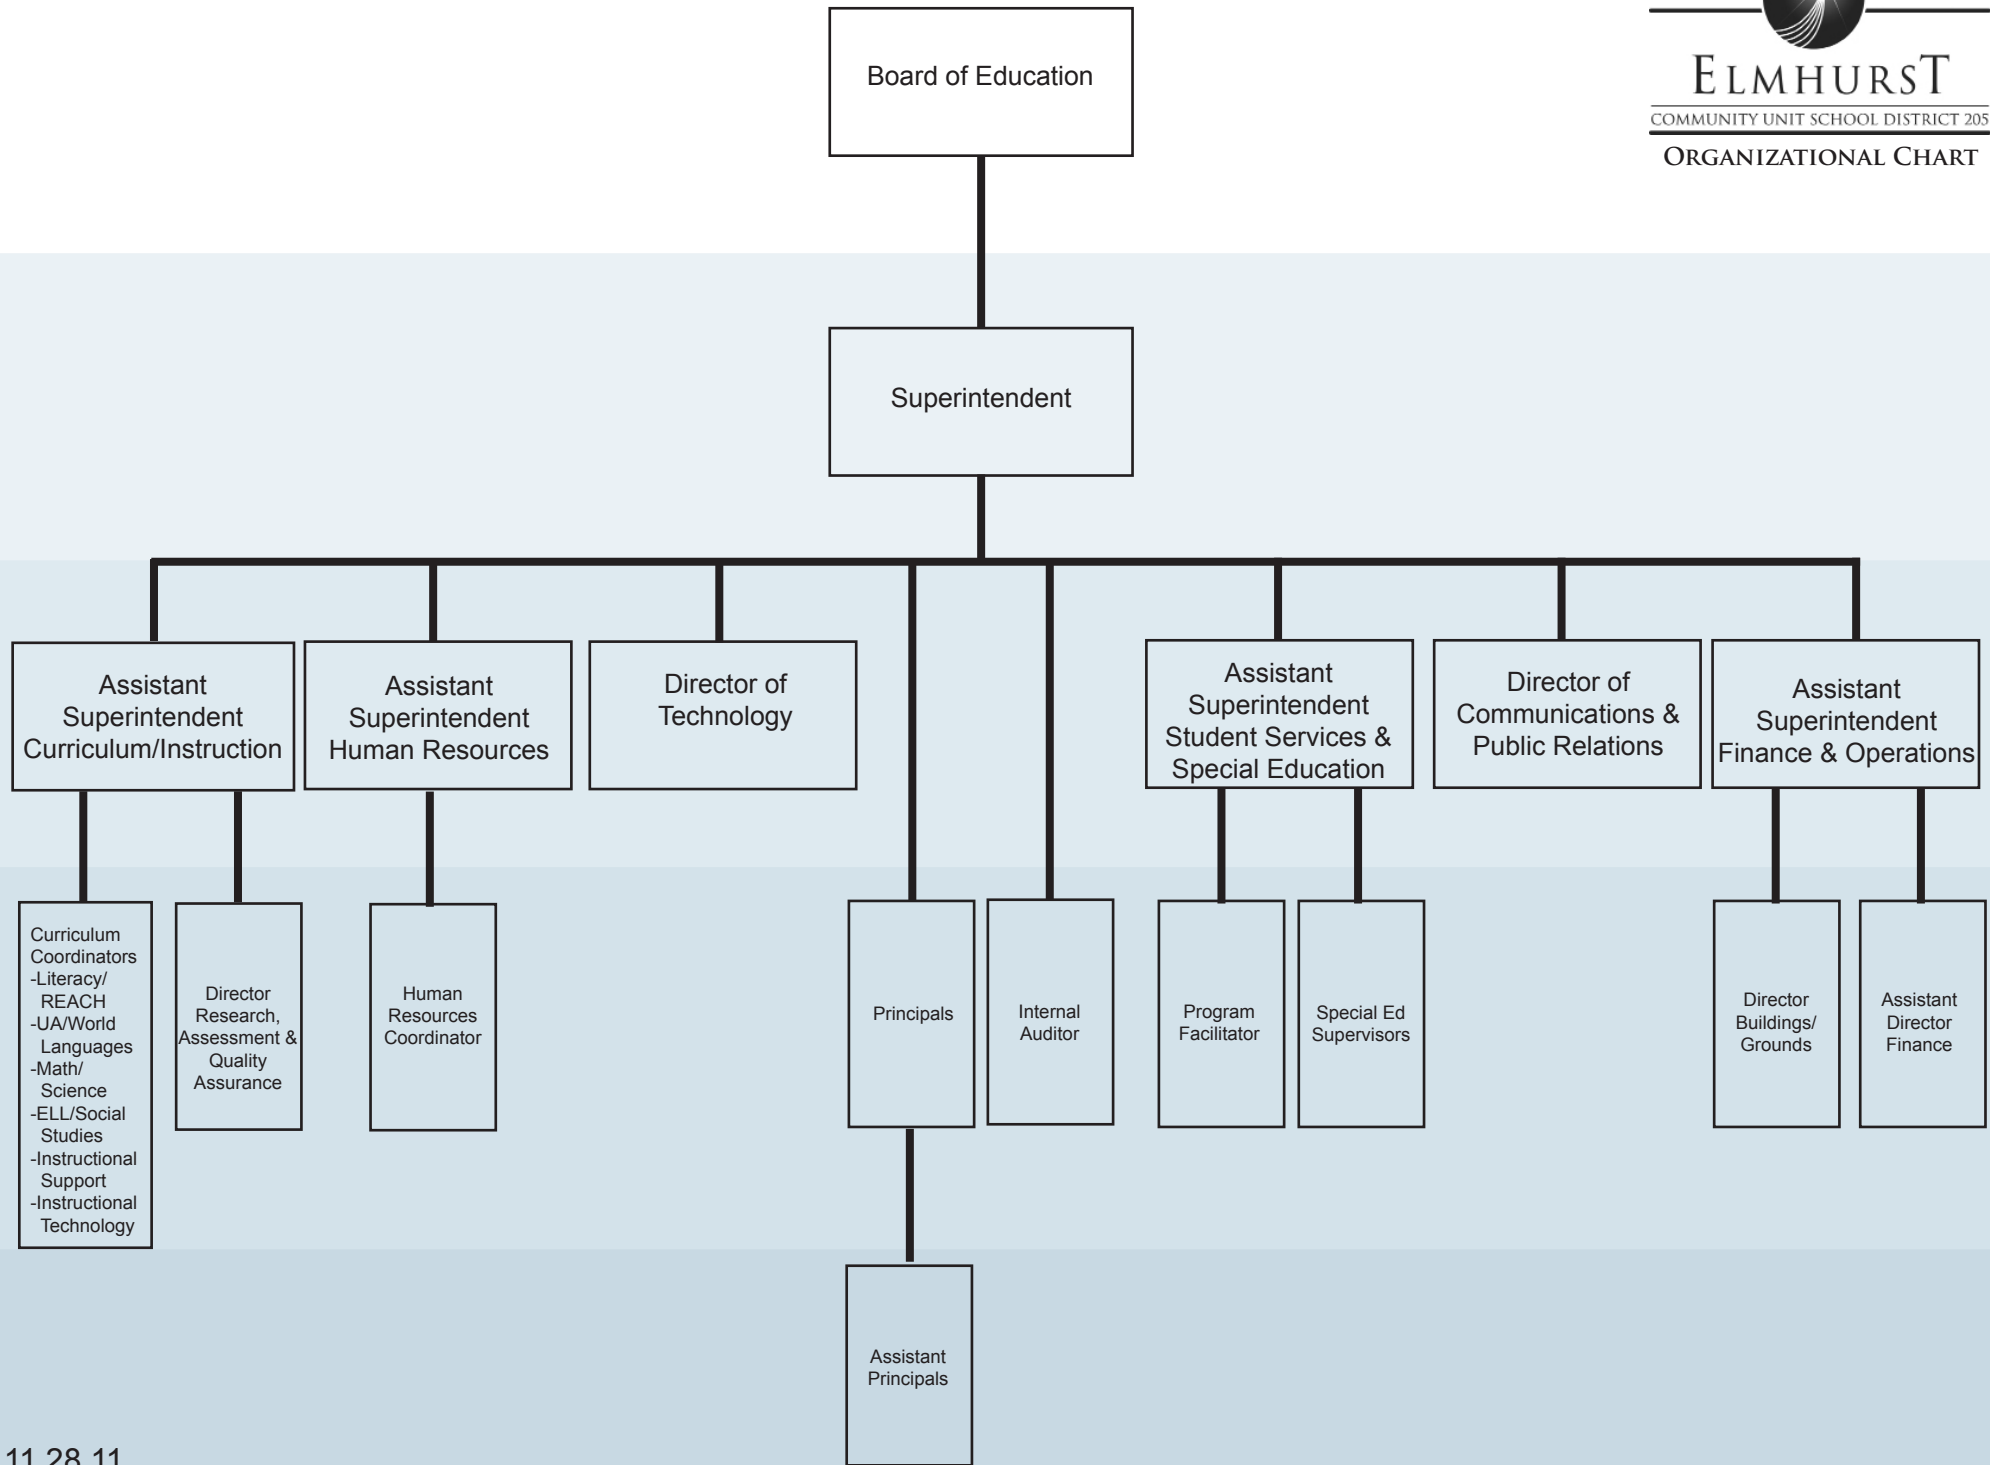 Board of Education
ELMHURST
COMMUNITY UNIT SCHOOL DISTRICT 205
ORGANIZATIONAL CHART
Superintendent
Assistant
Superintendent
Curriculum/Instruction
Assistant
Superintendent
Human Resources
Director of
Technology
Assistant
Superintendent
Student Services &
Special Education
Director of
Communications &
Public Relations
Assistant
Superintendent
Finance & Operations
Curriculum
Coordinators
-Literacy/
REACH
-UA/World
Languages
-Math/
Science
-ELL/Social
Studies
-Instructional
Support
-Instructional
Technology
Director
Research,
Assessment &
Quality
Assurance
Human
Resources
Coordinator
Principals
Internal
Auditor
Program
Facilitator
Special Ed
Supervisors
Director
Buildings/
Grounds
Assistant
Director
Finance
Assistant
Principals
11.28.11